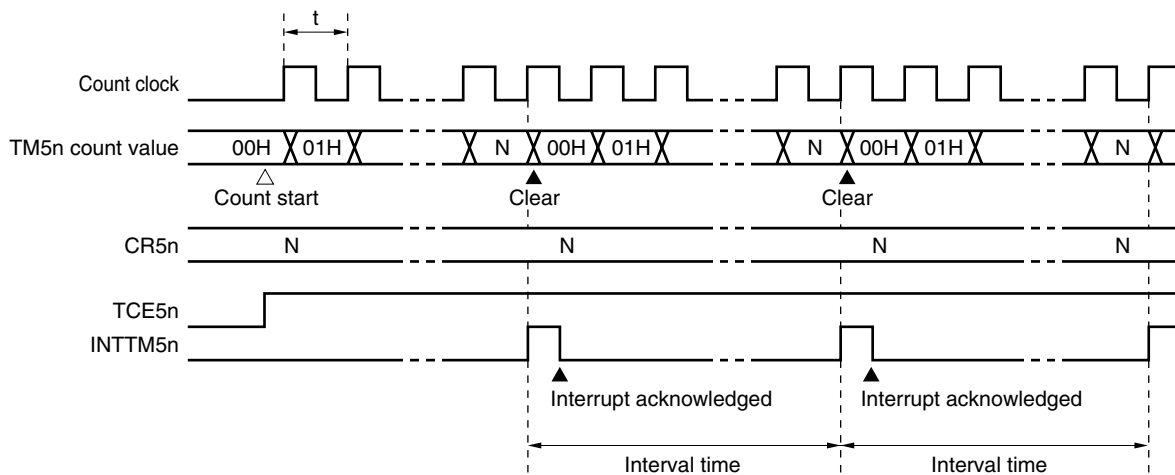 t
Count clock
TM5n count value 00H 01H N 00H 01H N 00H 01H N
Count start Clear Clear
CR5n N N N N
TCE5n
INTTM5n
Interrupt acknowledged Interrupt acknowledged
Interval time Interval time